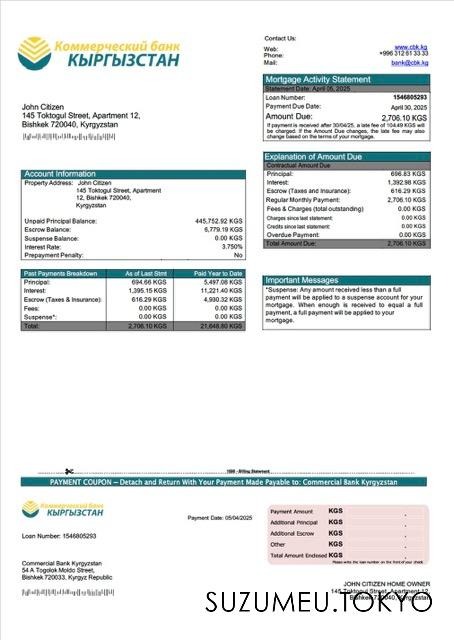 Коммерческий банк
КЫРГЫЗСТАН
Contact Us:
Web: www.cbk.kg
Phone: +996 312 61 33 33
Mail: bank@cbk.kg
Mortgage Activity Statement
Statement Date: April 05, 2025
Loan Number: 1546805293
Payment Due Date: April 30, 2025
Amount Due: 2,706.10 KGS
If payment is received after 30/04/25, a late fee of 104.49 KGS will
be charged. If the Amount Due changes, the late fee may also
change based on the terms of your mortgage.
John Citizen
145 Toktogul Street, Apartment 12,
Bishkek 720040, Kyrgyzstan
Explanation of Amount Due
Contractual Amount Due
Principal: 696.83 KGS
Interest: 1,392.98 KGS
Escrow (Taxes and Insurance): 616.29 KGS
Regular Monthly Payment: 2,706.10 KGS
Fees & Charges (total outstanding) 0.00 KGS
Charges since last statement: 0.00 KGS
Credits since last statement: 0.00 KGS
Overdue Payment: 0.00 KGS
Total Amount Due: 2,706.10 KGS
Account Information
Property Address: John Citizen
145 Toktogul Street, Apartment
12, Bishkek 720040,
Kyrgyzstan
Unpaid Principal Balance: 445,752.92 KGS
Escrow Balance: 6,779.19 KGS
Suspense Balance: 0.00 KGS
Interest Rate: 3.750%
Prepayment Penalty: No
Past Payments Breakdown As of Last Stmt Paid Year to Date
Principal: 694.66 KGS 5,497.08 KGS
Interest: 1,395.15 KGS 11,221.40 KGS
Escrow (Taxes & Insurance): 616.29 KGS 4,930.32 KGS
Fees: 0.00 KGS 0.00 KGS
Suspense*: 0.00 KGS 0.00 KGS
Total: 2,706.10 KGS 21,648.80 KGS
Important Messages
*Suspense: Any amount received less than a full
payment will be applied to a suspense account for your
mortgage. When enough is received to equal a full
payment, a full payment will be applied to your
mortgage.
Billing Statement
PAYMENT COUPON – Detach and Return With Your Payment Made Payable to: Commercial Bank Kyrgyzstan
Коммерческий банк
КЫРГЫЗСТАН
Payment Date: 05/04/2025
Loan Number: 1546805293
Payment Amount KGS .
Additional Principal KGS .
Additional Escrow KGS .
Other KGS .
Total Amount Enclosed KGS .
Please write the loan number on the front of your check
Commercial Bank Kyrgyzstan
54 A Togolok Moldo Street,
Bishkek 720033, Kyrgyz Republic
JOHN CITIZEN HOME OWNER
145 Toktogul Street, Apartment 12,
Bishkek 720040, Kyrgyzstan
SUZUMEU.TOKYO